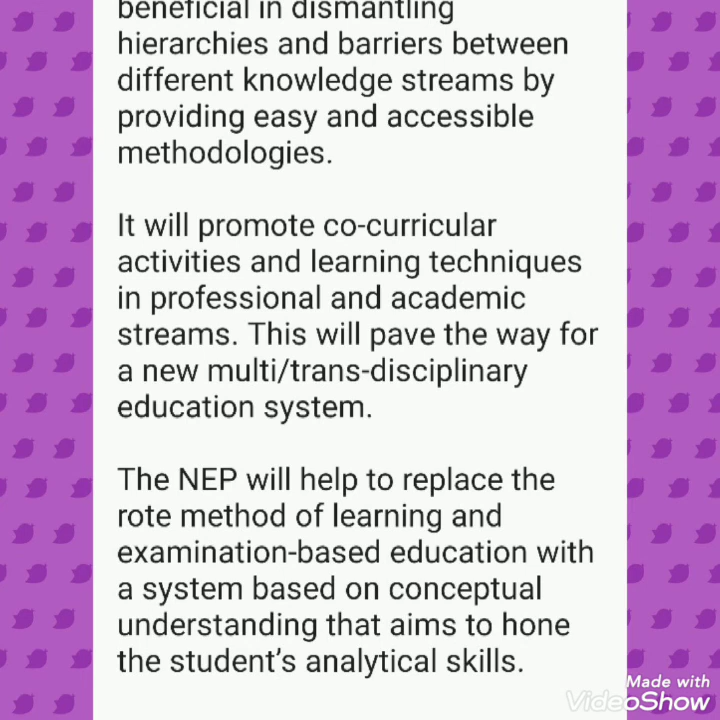 beneficial in dismantling
hierarchies and barriers between
different knowledge streams by
providing easy and accessible
methodologies.
It will promote co-curricular
activities and learning techniques
in professional and academic
streams. This will pave the way for
a new multi/trans-disciplinary
education system.
The NEP will help to replace the
rote method of learning and
examination-based education with
a system based on conceptual
understanding that aims to hone
the student’s analytical skills.
Made with
VideoShow